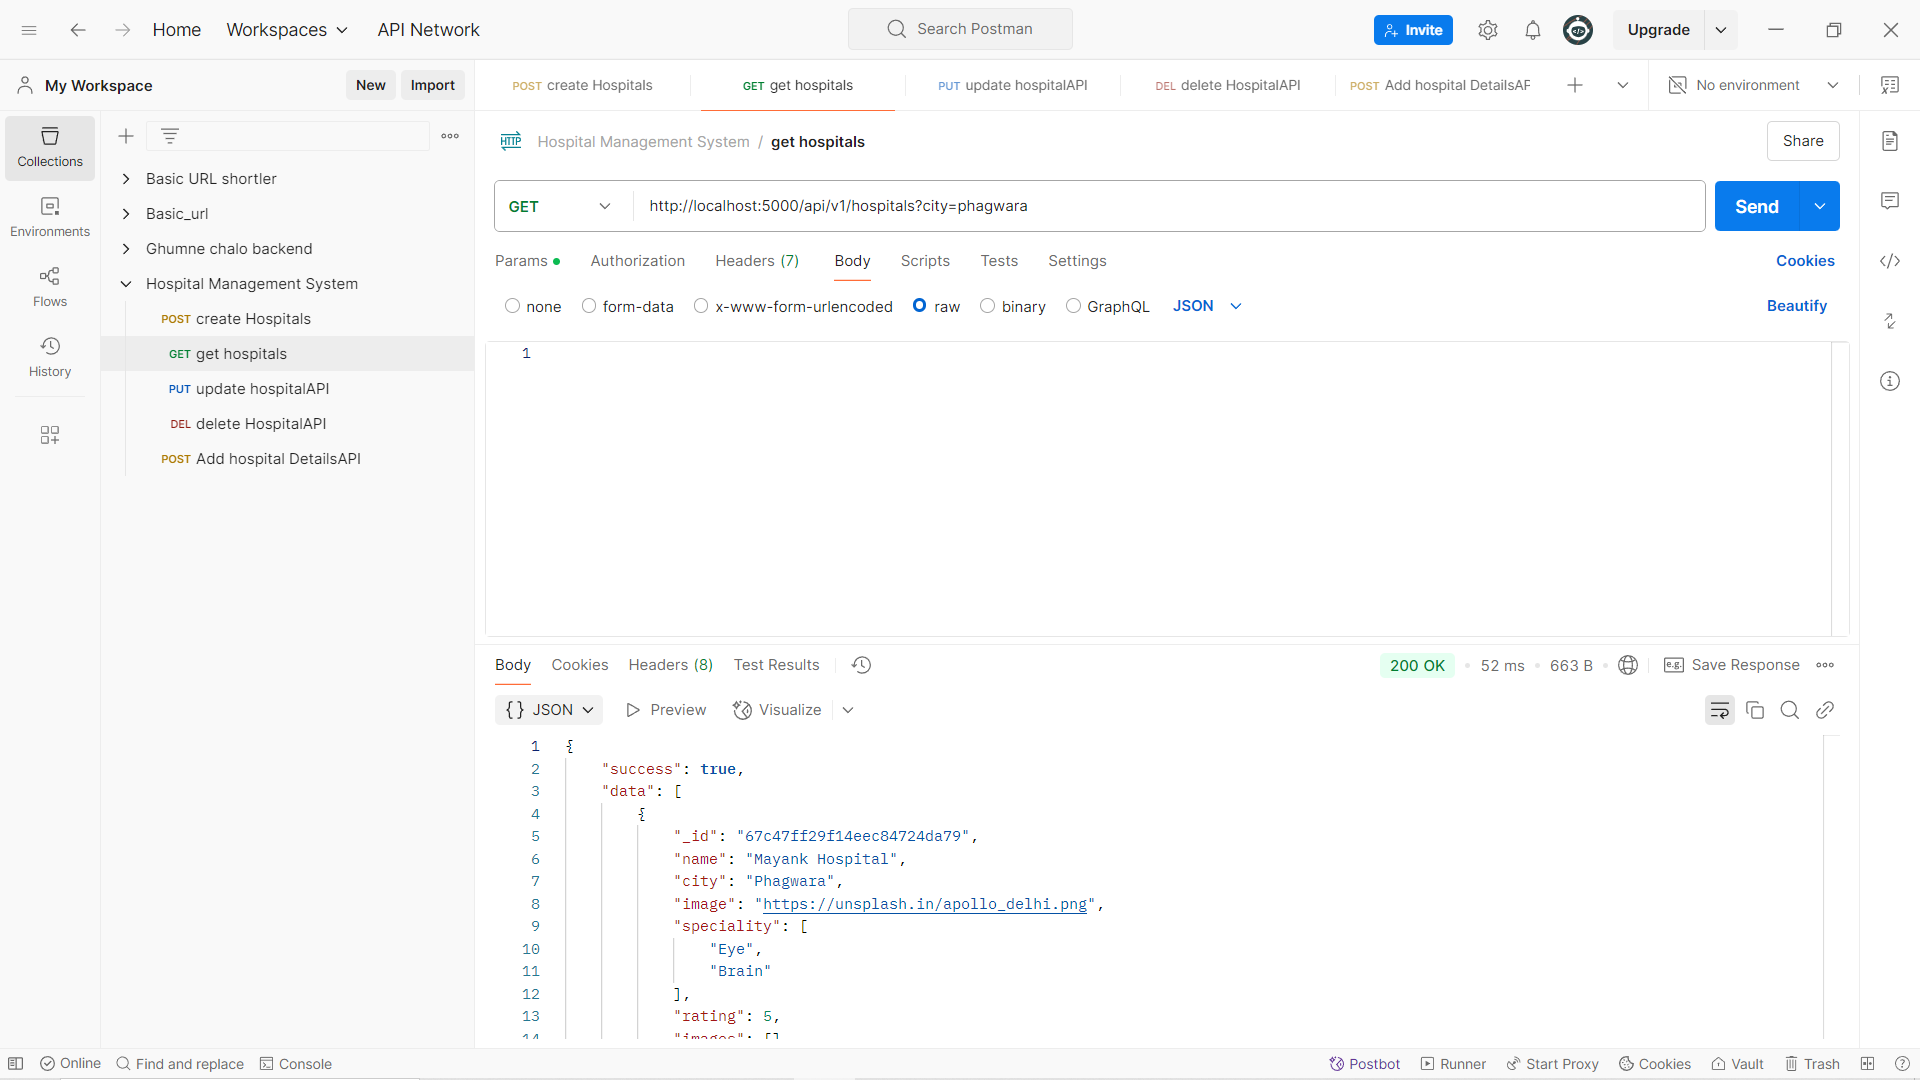 Home Workspaces API Network Search Postman Invite Upgrade
My Workspace New Import
POST create Hospitals GET get hospitals PUT update hospitalAPI DEL delete HospitalAPI POST Add hospital DetailsAP No environment
Collections
Environments
Flows
History
Basic URL shortler
Basic_url
Ghumne chalo backend
Hospital Management System
POST create Hospitals
GET get hospitals
PUT update hospitalAPI
DEL delete HospitalAPI
POST Add hospital DetailsAPI
HTTP Hospital Management System / get hospitals Share
GET http://localhost:5000/api/v1/hospitals?city=phagwara Send
Params Authorization Headers (7) Body Scripts Tests Settings Cookies
none form-data x-www-form-urlencoded raw binary GraphQL JSON Beautify
1
Body Cookies Headers (8) Test Results 200 OK 52 ms 663 B e.g. Save Response
{} JSON Preview Visualize
1 {
2 "success": true,
3 "data": [
4 {
5 "_id": "67c47ff29f14eec84724da79",
6 "name": "Mayank Hospital",
7 "city": "Phagwara",
8 "image": "https://unsplash.in/apollo_delhi.png",
9 "speciality": [
10 "Eye",
11 "Brain"
12 ],
13 "rating": 5,
14 "images": []
Online Find and replace Console Postbot Runner Start Proxy Cookies Vault Trash